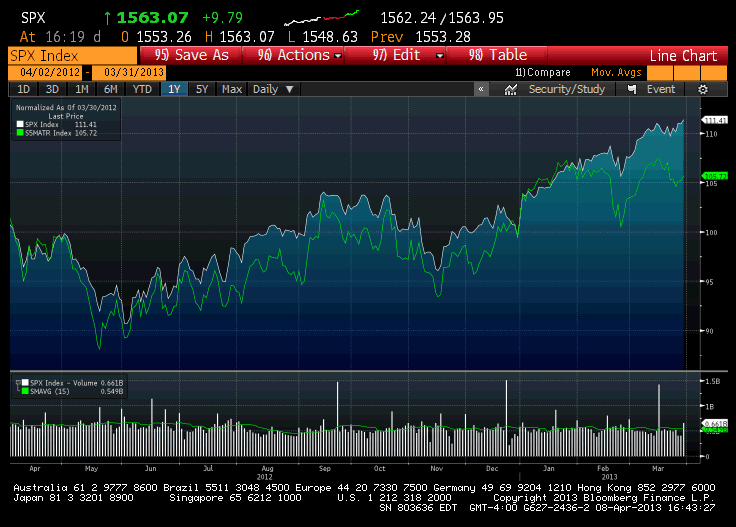 SPX ↑ 1563.07 +9.79 1562.24/1563.95
At 16:19 d O 1553.26 H 1563.07 L 1548.63 Prev 1553.28
SPX Index 95) Save As 96) Actions 97) Edit 98) Table Line Chart
04/02/2012 - 03/31/2013 11)Compare Mov. Avgs
1D 3D 1M 6M YTD 1Y 5Y Max Daily ▼ « Security/Study Event
Normalized As Of 03/30/2012
Last Price
SPX Index 111.41
S5MATR Index 105.72
111.41
110
105.72
105
100
95
90
SPX Index - Volume 0.661B
SMAVG (15) 0.549B
1.5B
1B
0.661B
0
Apr May Jun Jul Aug Sep Oct Nov Dec Jan Feb Mar
2012 2013
Australia 61 2 9777 8600 Brazil 5511 3048 4500 Europe 44 20 7330 7500 Germany 49 69 9204 1210 Hong Kong 852 2977 6000
Japan 81 3 3201 8900 Singapore 65 6212 1000 U.S. 1 212 318 2000 Copyright 2013 Bloomberg Finance L.P.
SN 803636 EDT GMT-4:00 G627-2436-2 08-Apr-2013 16:43:27